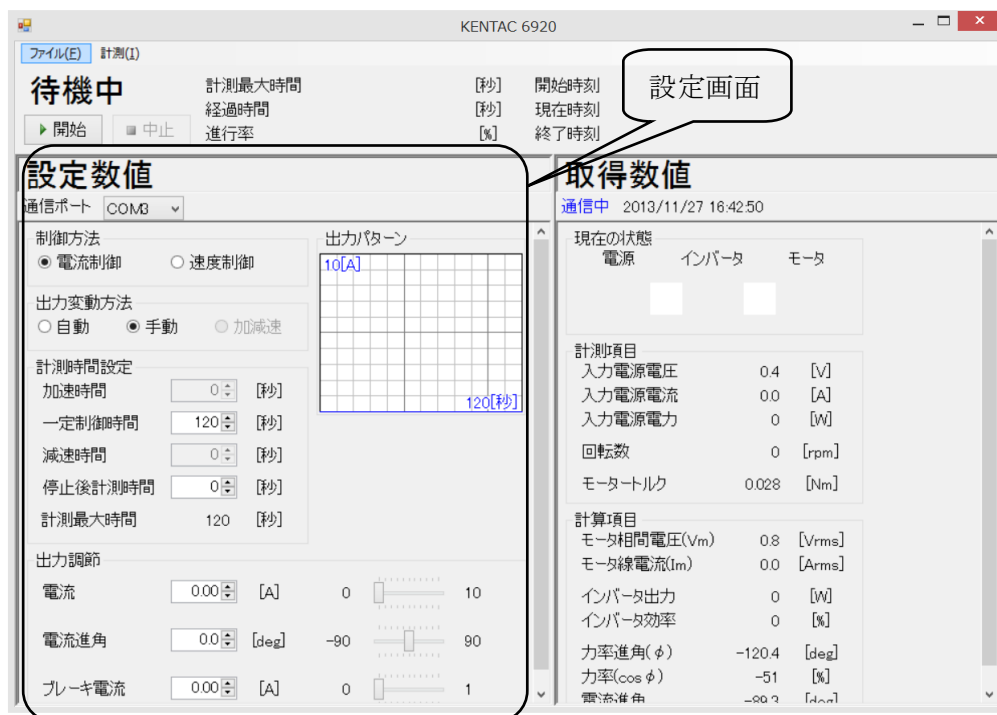 KENTAC 6920
ファイル(F) 計測(I)
待機中
開始 中止
計測最大時間 [秒] 開始時刻
経過時間 [秒] 現在時刻
進行率 [%] 終了時刻
設定画面
設定数値
通信ポート COM3
制御方法
電流制御 速度制御
出力変動方法
自動 手動 加減速
計測時間設定
加速時間 0 [秒]
一定制御時間 120 [秒]
減速時間 0 [秒]
停止後計測時間 0 [秒]
計測最大時間 120 [秒]
出力パターン
10[A]
120[秒]
出力調節
電流 0.00 [A] 0 10
電流進角 0.0 [deg] -90 90
ブレーキ電流 0.00 [A] 0 1
取得数値
通信中 2013/11/27 16:42:50
現在の状態
電源 インバータ モータ
計測項目
入力電源電圧 0.4 [V]
入力電源電流 0.0 [A]
入力電源電力 0 [W]
回転数 0 [rpm]
モータートルク 0.028 [Nm]
計算項目
モータ相間電圧(Vm) 0.8 [Vrms]
モータ線電流(Im) 0.0 [Arms]
インバータ出力 0 [W]
インバータ効率 0 [%]
力率進角(φ) -120.4 [deg]
力率(cosφ) -51 [%]
電流進角 -89.3 [deg]